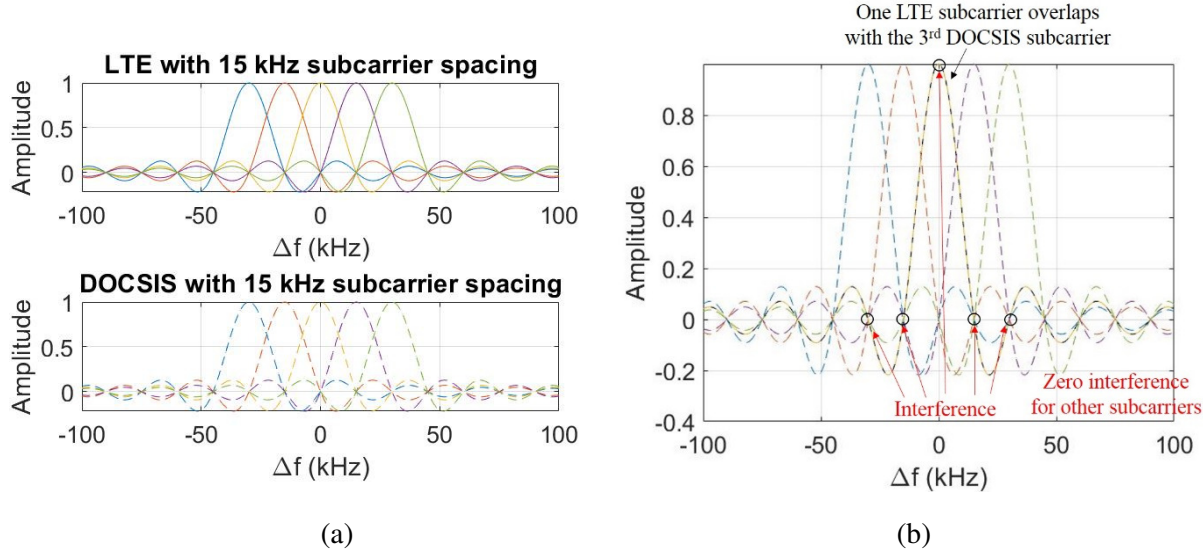 LTE with 15 kHz subcarrier spacing
1
0.5
0
Amplitude
-100 -50 0 50 100
Δf (kHz)
DOCSIS with 15 kHz subcarrier spacing
1
0.5
0
Amplitude
-100 -50 0 50 100
Δf (kHz)
(a)
One LTE subcarrier overlaps
with the 3rd DOCSIS subcarrier
0.8
0.6
0.4
0.2
0
-0.2
-0.4
Amplitude
Interference
Zero interference
for other subcarriers
-100 -50 0 50 100
Δf (kHz)
(b)